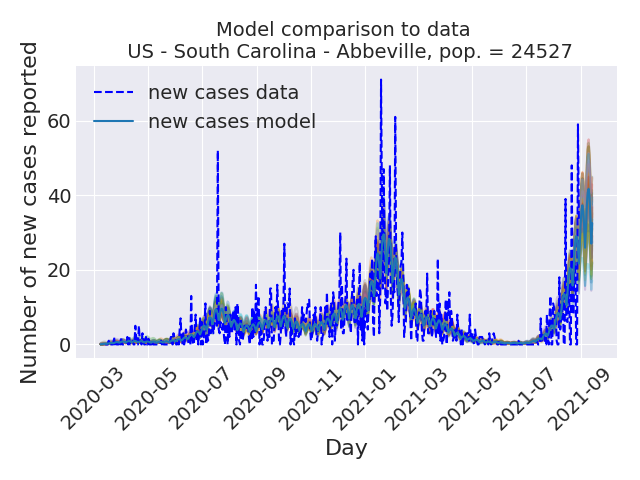 Model comparison to data
US - South Carolina - Abbeville, pop. = 24527
Number of new cases reported
new cases data
new cases model
60
40
20
0
2020-03
2020-05
2020-07
2020-09
2020-11
2021-01
2021-03
2021-05
2021-07
2021-09
Day